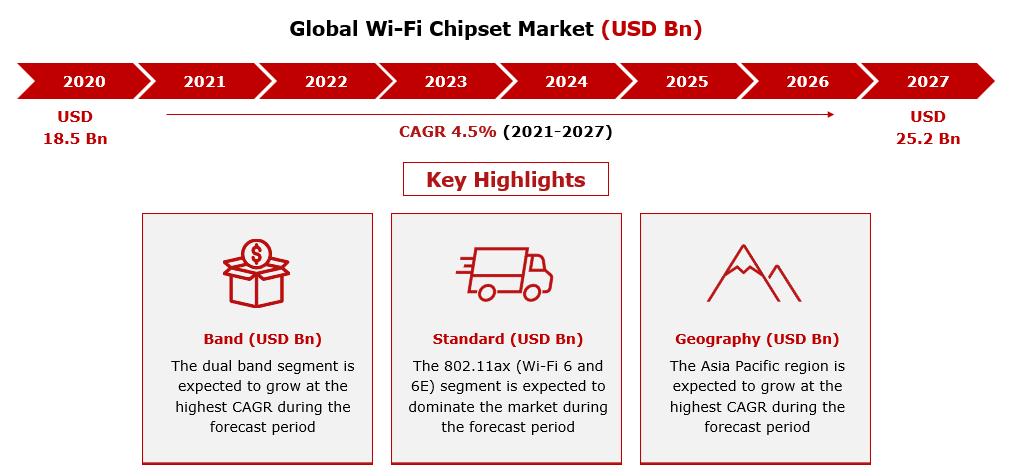 Global Wi-Fi Chipset Market (USD Bn)
2020 2021 2022 2023 2024 2025 2026 2027
USD
18.5 Bn
CAGR 4.5% (2021-2027)
USD
25.2 Bn
Key Highlights
$
Band (USD Bn)
The dual band segment is
expected to grow at the
highest CAGR during the
forecast period
Standard (USD Bn)
The 802.11ax (Wi-Fi 6 and
6E) segment is expected to
dominate the market during
the forecast period
Geography (USD Bn)
The Asia Pacific region is
expected to grow at the
highest CAGR during the
forecast period